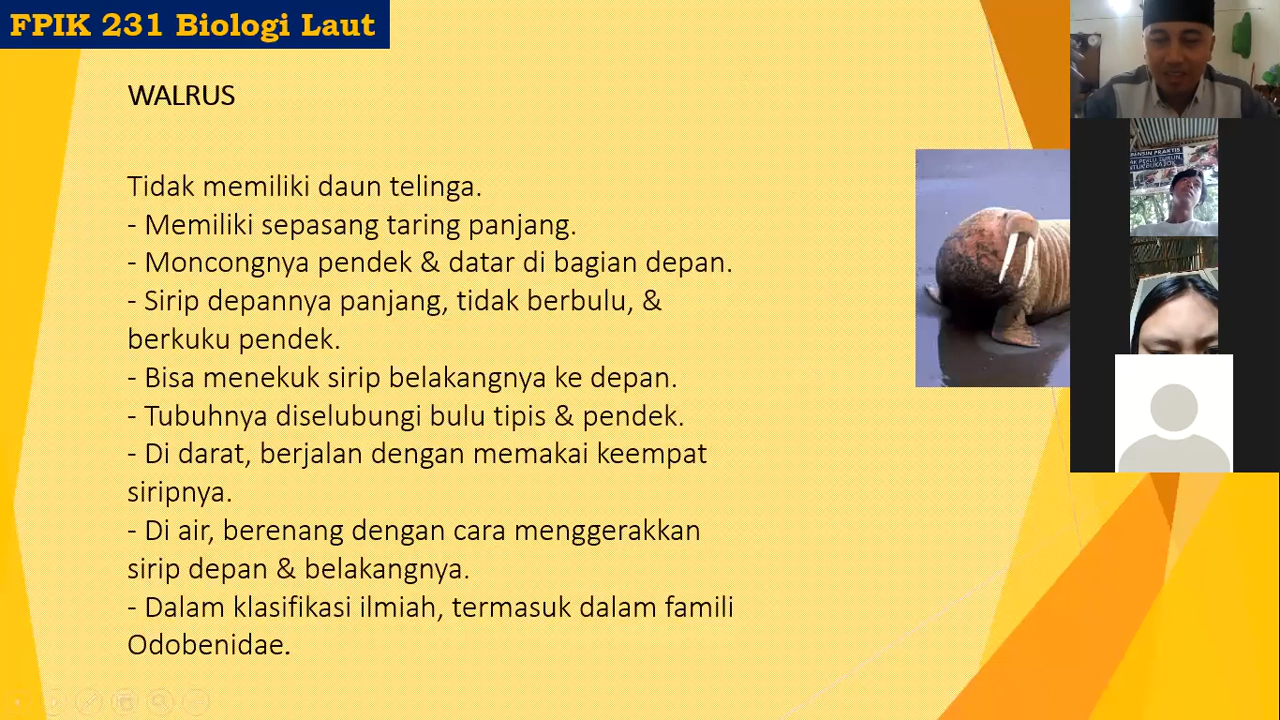 FPIK 231 Biologi Laut
WALRUS
Tidak memiliki daun telinga.
- Memiliki sepasang taring panjang.
- Moncongnya pendek & datar di bagian depan.
- Sirip depannya panjang, tidak berbulu, &
berkuku pendek.
- Bisa menekuk sirip belakangnya ke depan.
- Tubuhnya diselubungi bulu tipis & pendek.
- Di darat, berjalan dengan memakai keempat
siripnya.
- Di air, berenang dengan cara menggerakkan
sirip depan & belakangnya.
- Dalam klasifikasi ilmiah, termasuk dalam famili
Odobenidae.
PRAKTIS